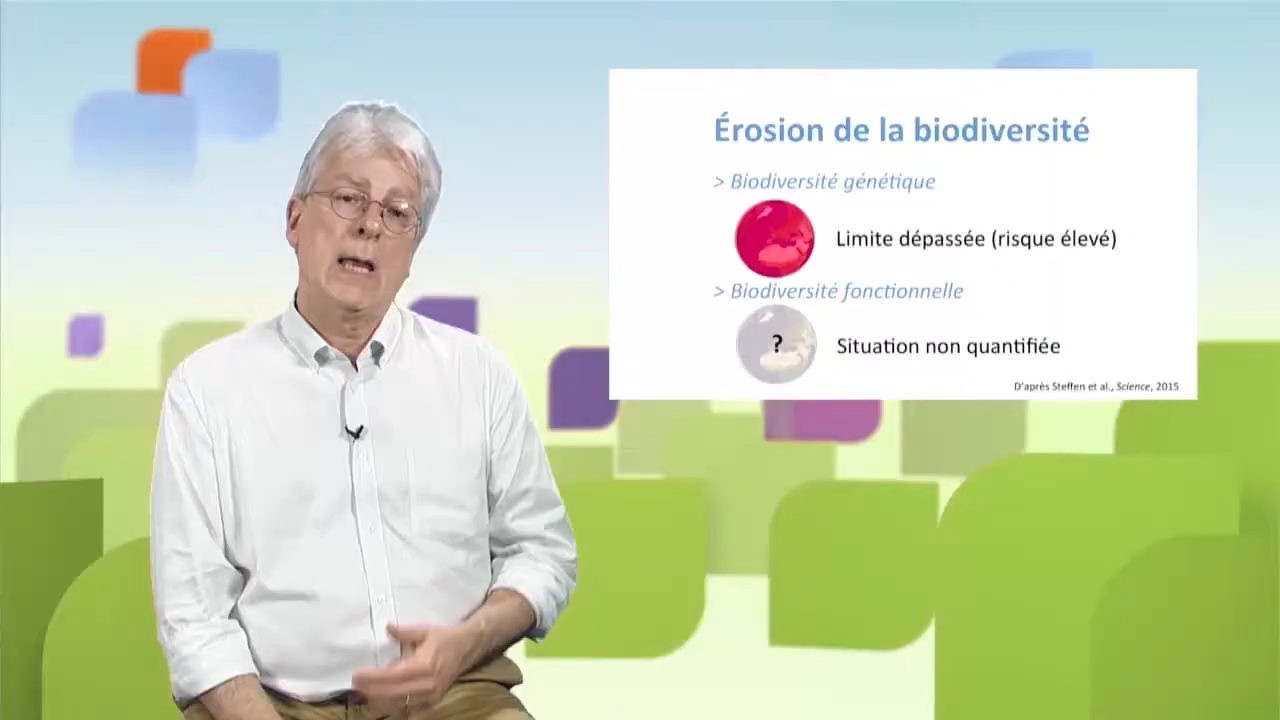 Érosion de la biodiversité
> Biodiversité génétique
Limite dépassée (risque élevé)
> Biodiversité fonctionnelle
?
Situation non quantifiée
D'après Steffen et al., Science, 2015